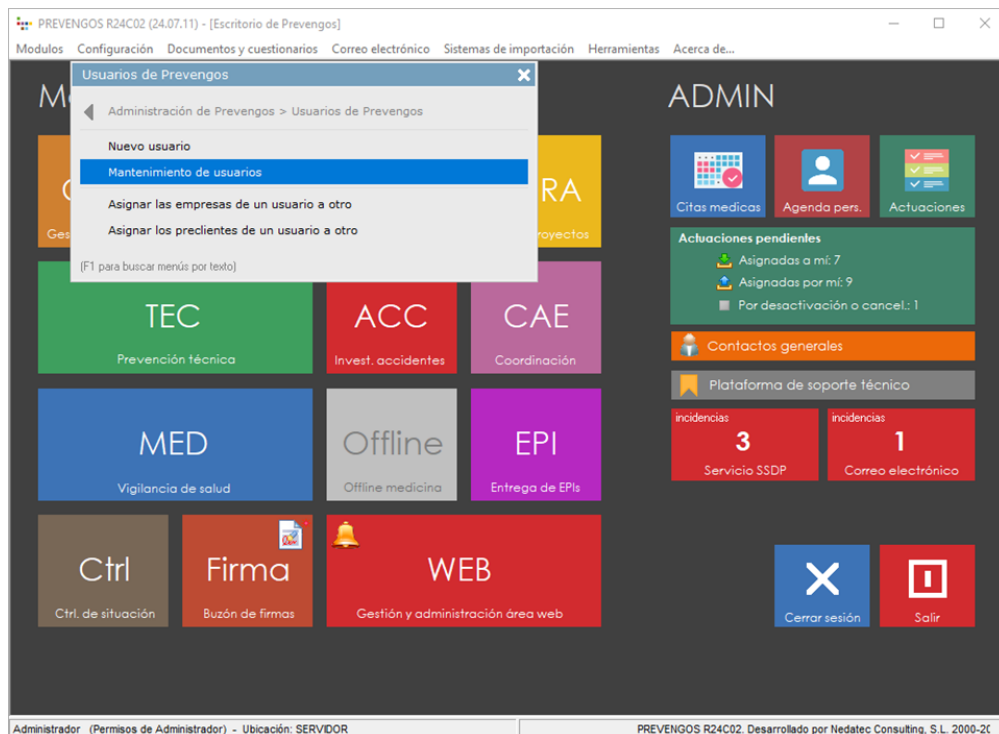 PREVENGOS R24C02 (24.07.11) - [Escritorio de Prevengos]
Modulos Configuración Documentos y cuestionarios Correo electrónico Sistemas de importación Herramientas Acerca de...
Usuarios de Prevengos
Administración de Prevengos > Usuarios de Prevengos
Nuevo usuario
Mantenimiento de usuarios
Asignar las empresas de un usuario a otro
Asignar los preclientes de un usuario a otro
(F1 para buscar menús por texto)
ADMIN
Citas medicas
Agenda pers.
Actuaciones
Actuaciones pendientes
Asignadas a mí: 7
Asignadas por mí: 9
Por desactivación o cancel.: 1
Contactos generales
Plataforma de soporte técnico
incidencias
3
Servicio SSDP
incidencias
1
Correo electrónico
TEC
Prevención técnica
ACC
Invest. accidentes
CAE
Coordinación
MED
Vigilancia de salud
Offline
Offline medicina
EPI
Entrega de EPIs
Ctrl
Ctrl. de situación
Firma
Buzón de firmas
WEB
Gestión y administración área web
Cerrar sesión
Salir
Administrador (Permisos de Administrador) - Ubicación: SERVIDOR
PREVENGOS R24C02. Desarrollado por Nedatec Consulting, S.L. 2000-20